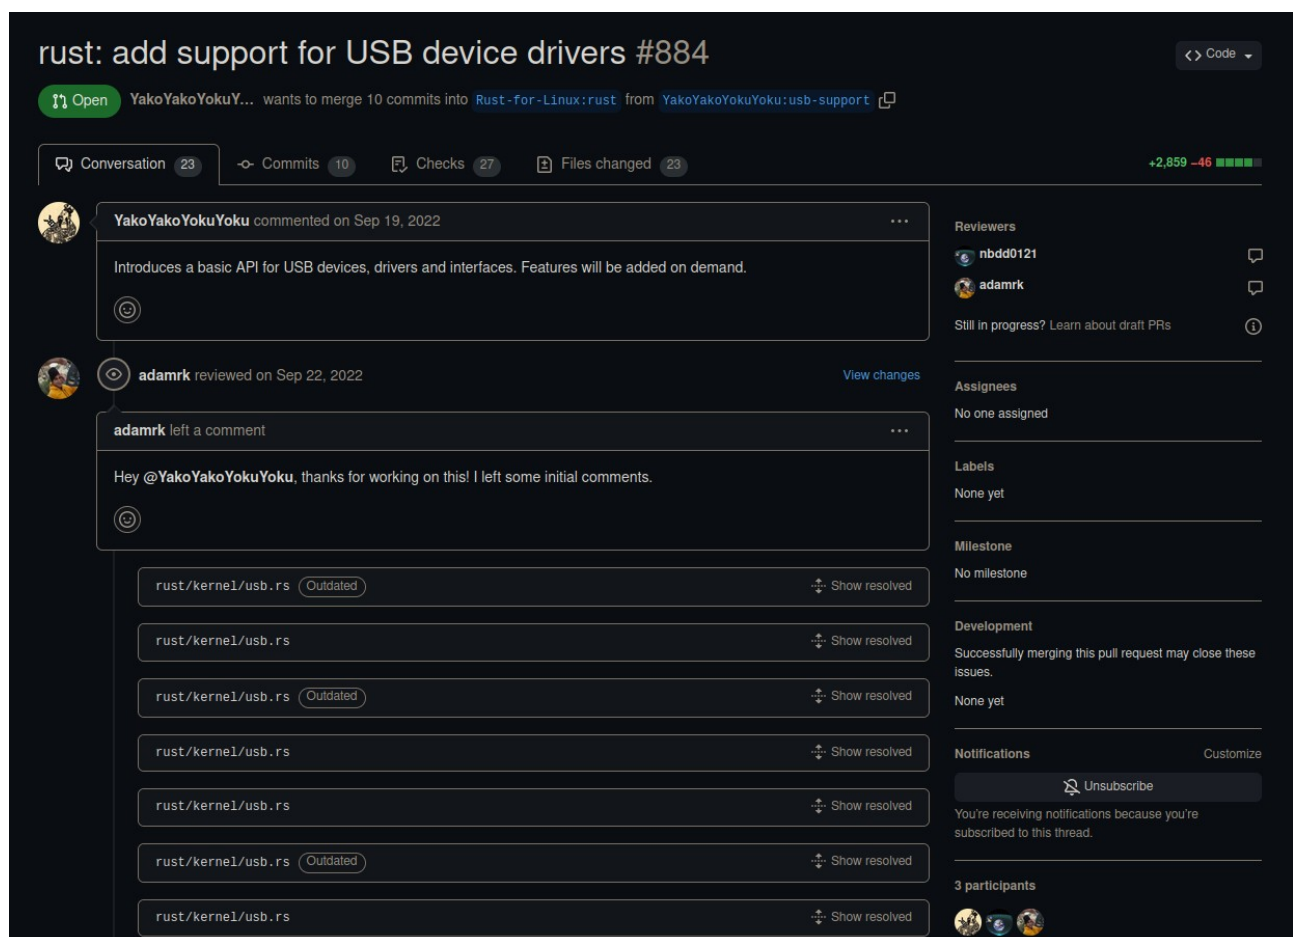 rust: add support for USB device drivers #884
Code
Open
YakoYakoYokuY... wants to merge 10 commits into Rust-for-Linux:rust from YakoYakoYokuYoku:usb-support
Conversation 23
Commits 10
Checks 27
Files changed 23
+2,859 −46
YakoYakoYokuYoku commented on Sep 19, 2022
Introduces a basic API for USB devices, drivers and interfaces. Features will be added on demand.
adamrk reviewed on Sep 22, 2022
View changes
adamrk left a comment
Hey @YakoYakoYokuYoku, thanks for working on this! I left some initial comments.
rust/kernel/usb.rs Outdated Show resolved
rust/kernel/usb.rs Show resolved
rust/kernel/usb.rs Outdated Show resolved
rust/kernel/usb.rs Show resolved
rust/kernel/usb.rs Show resolved
rust/kernel/usb.rs Outdated Show resolved
rust/kernel/usb.rs Show resolved
Reviewers
nbdd0121
adamrk
Still in progress? Learn about draft PRs
Assignees
No one assigned
Labels
None yet
Milestone
No milestone
Development
Successfully merging this pull request may close these
issues.
None yet
Notifications Customize
Unsubscribe
You're receiving notifications because you're
subscribed to this thread.
3 participants